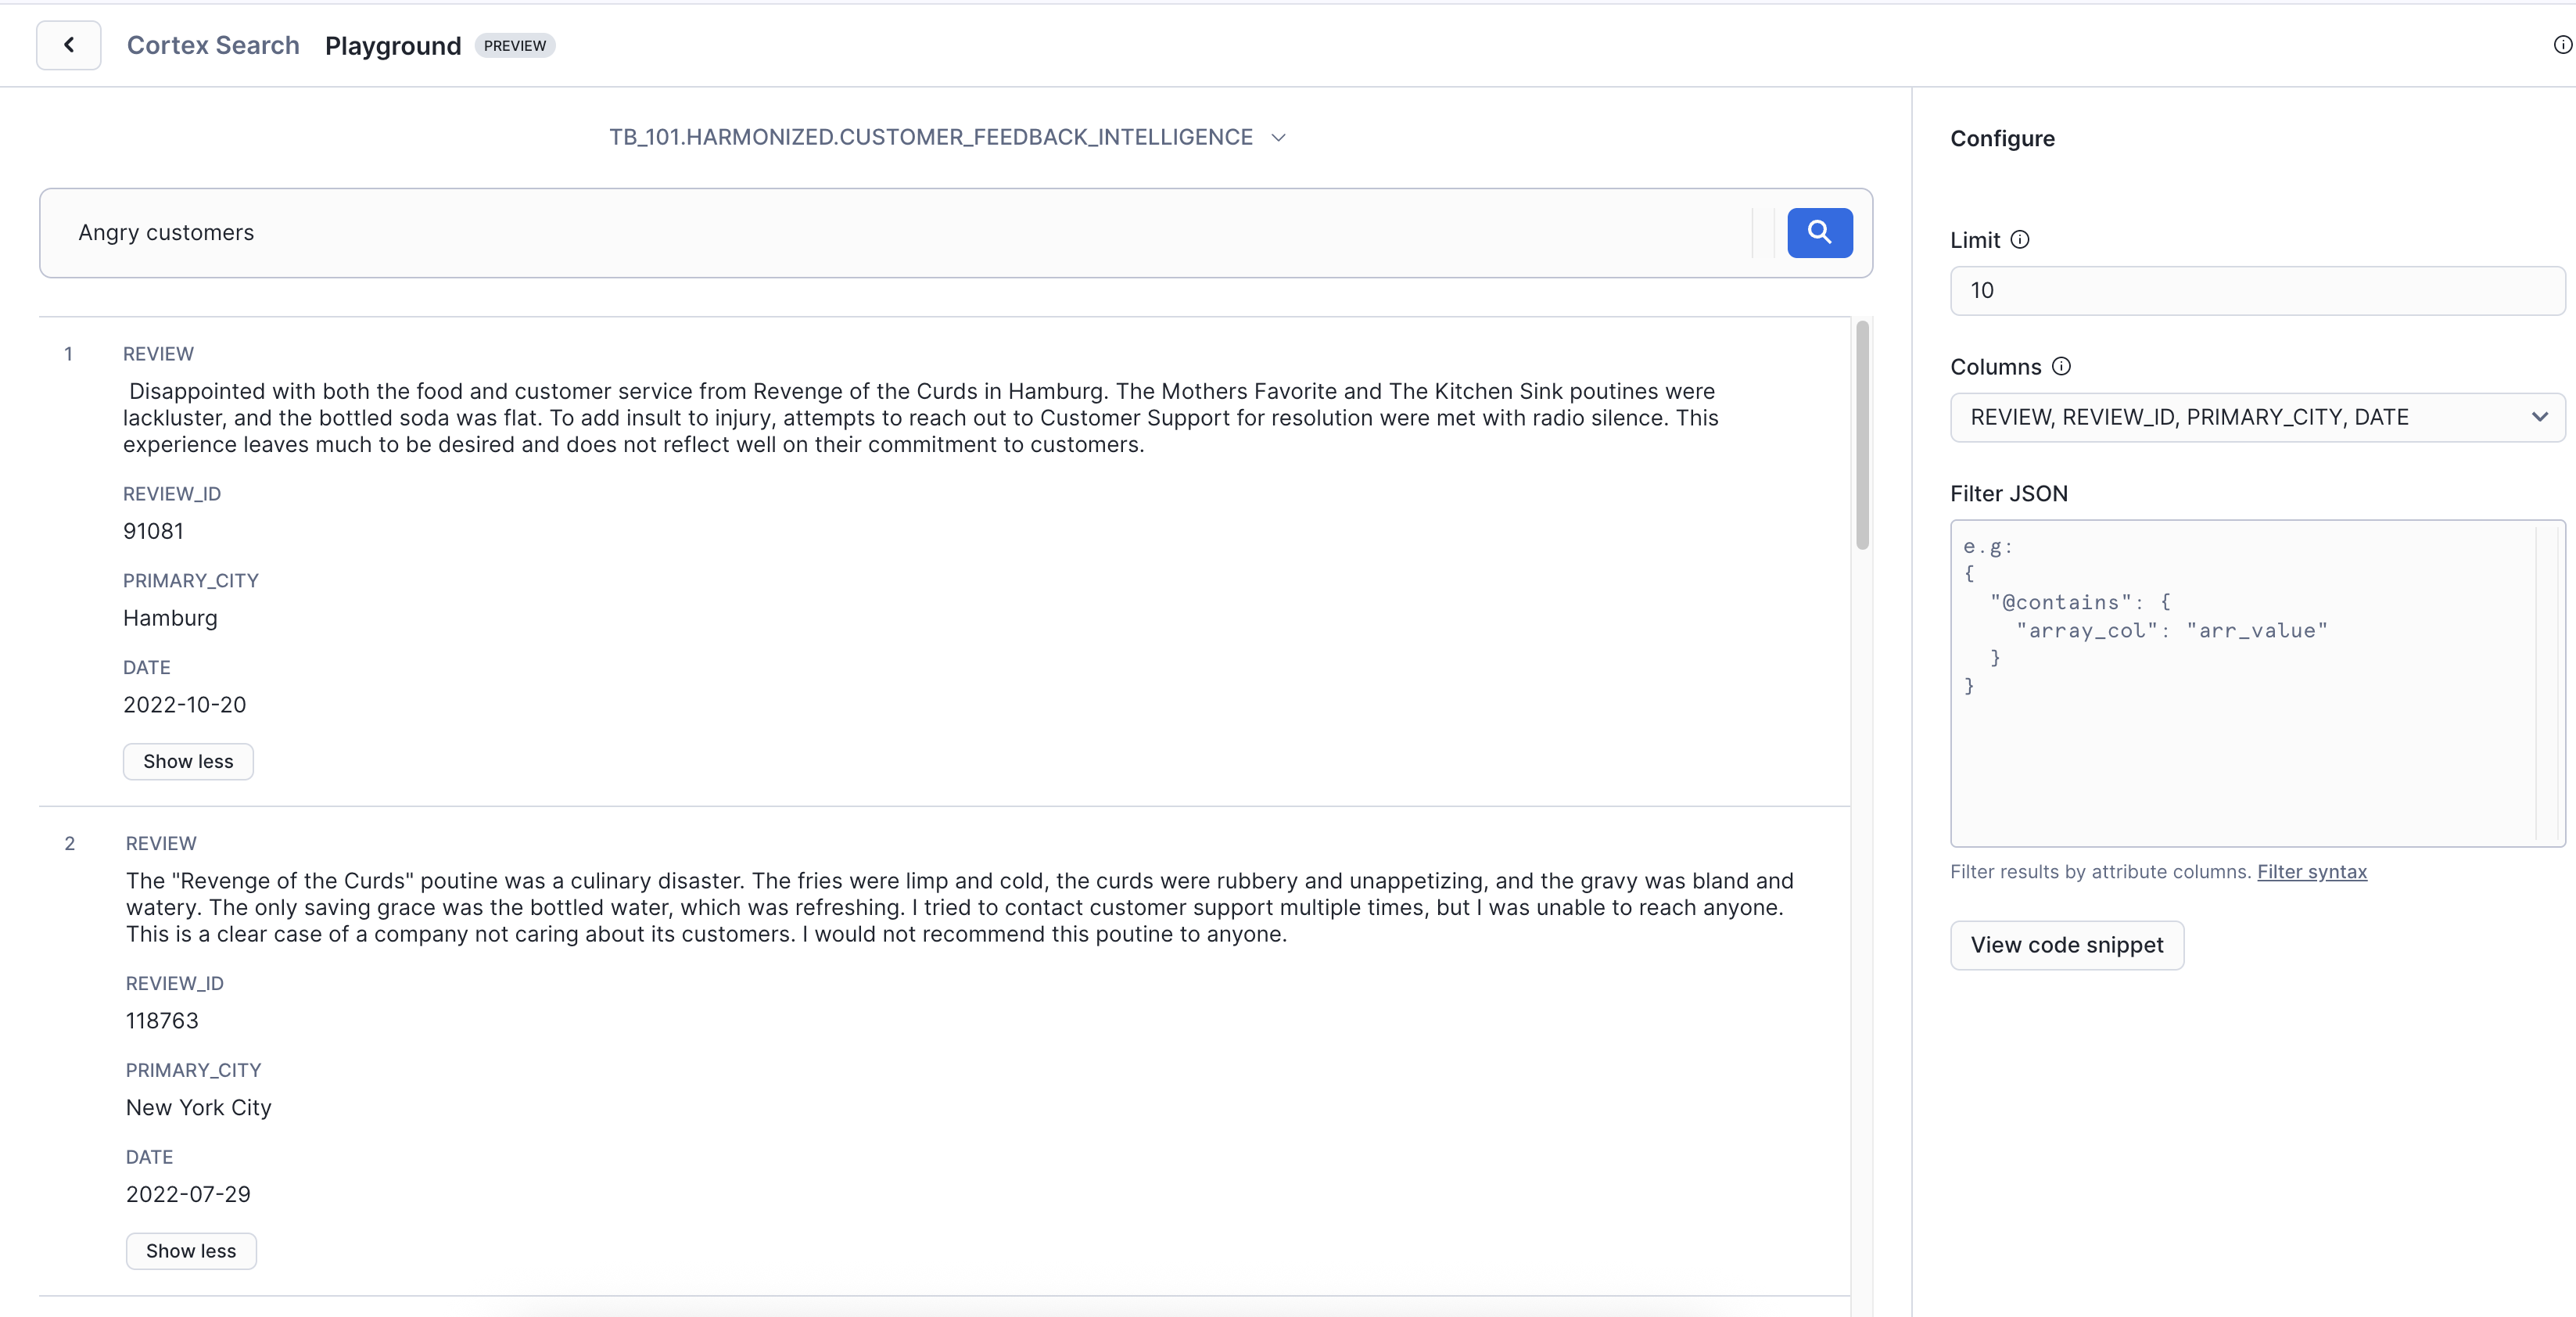 Cortex Search Playground PREVIEW
TB_101.HARMONIZED.CUSTOMER_FEEDBACK_INTELLIGENCE
Angry customers
1 REVIEW
Disappointed with both the food and customer service from Revenge of the Curds in Hamburg. The Mothers Favorite and The Kitchen Sink poutines were
lackluster, and the bottled soda was flat. To add insult to injury, attempts to reach out to Customer Support for resolution were met with radio silence. This
experience leaves much to be desired and does not reflect well on their commitment to customers.
REVIEW_ID
91081
PRIMARY_CITY
Hamburg
DATE
2022-10-20
Show less
2 REVIEW
The "Revenge of the Curds" poutine was a culinary disaster. The fries were limp and cold, the curds were rubbery and unappetizing, and the gravy was bland and
watery. The only saving grace was the bottled water, which was refreshing. I tried to contact customer support multiple times, but I was unable to reach anyone.
This is a clear case of a company not caring about its customers. I would not recommend this poutine to anyone.
REVIEW_ID
118763
PRIMARY_CITY
New York City
DATE
2022-07-29
Show less
Configure
Limit
10
Columns
REVIEW, REVIEW_ID, PRIMARY_CITY, DATE
Filter JSON
e.g:
{
"@contains": {
"array_col": "arr_value"
}
}
Filter results by attribute columns. Filter syntax
View code snippet